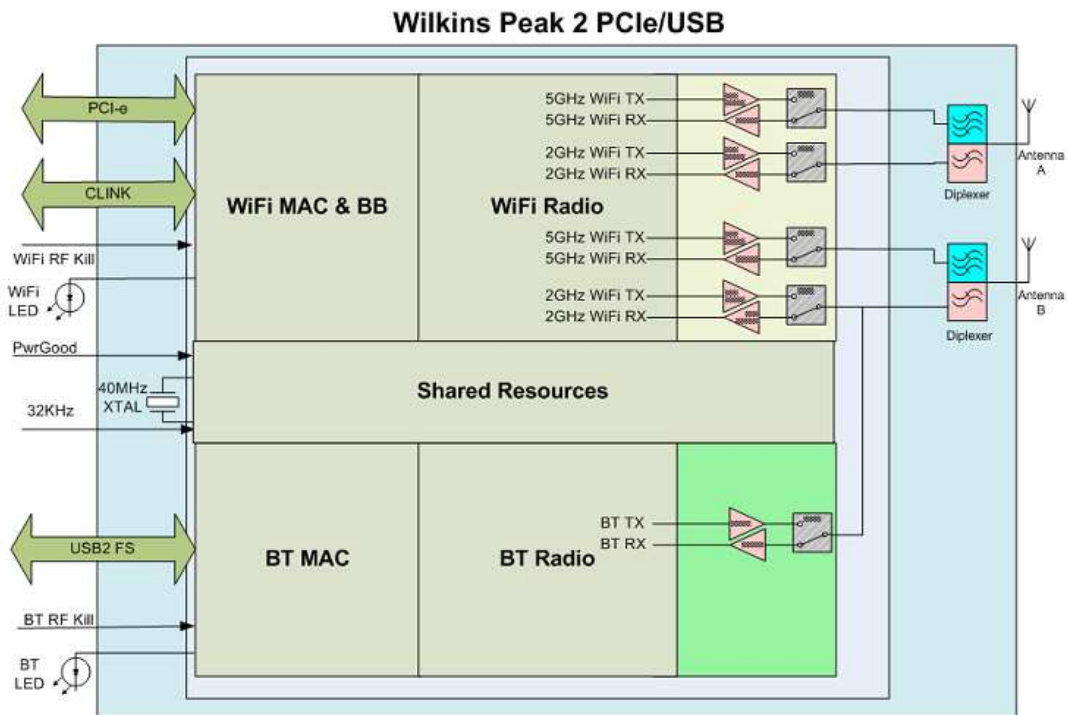 Wilkins Peak 2 PCIe/USB
PCI-e
CLINK
WiFi RF Kill
WiFi
LED
PwrGood
40MHz
XTAL
32KHz
USB2 FS
BT RF Kill
BT
LED
WiFi MAC & BB
WiFi Radio
5GHz WiFi TX
5GHz WiFi RX
2GHz WiFi TX
2GHz WiFi RX
5GHz WiFi TX
5GHz WiFi RX
2GHz WiFi TX
2GHz WiFi RX
Shared Resources
BT MAC
BT Radio
BT TX
BT RX
Antenna
A
Diplexer
Antenna
B
Diplexer